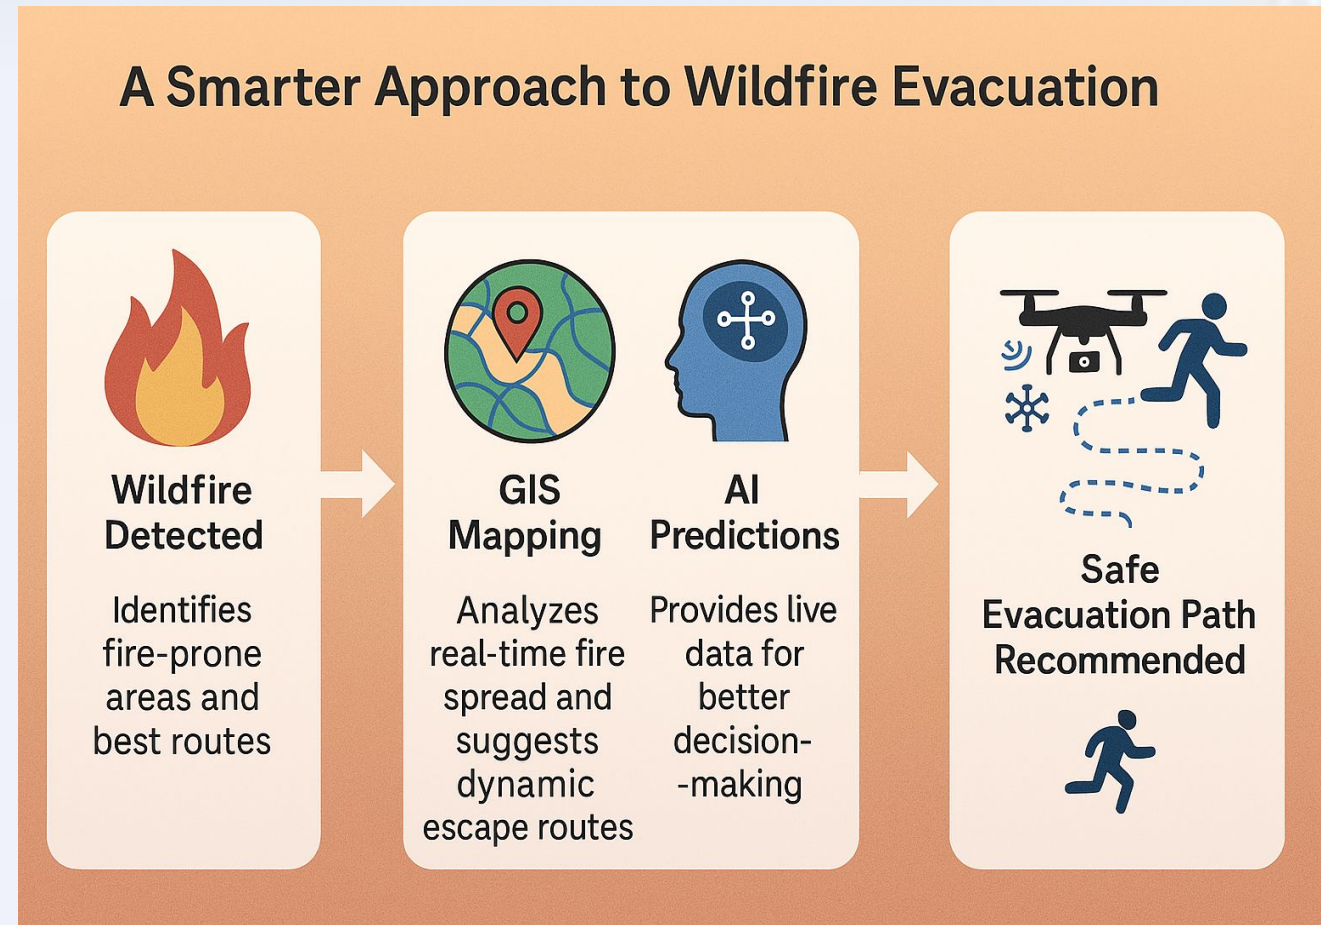 A Smarter Approach to Wildfire Evacuation
Wildfire
Detected
Identifies
fire-prone
areas and
best routes
GIS
Mapping
Analyzes
real-time fire
spread and
suggests
dynamic
escape routes
AI
Predictions
Provides live
data for
better
decision-
-making
Safe
Evacuation Path
Recommended